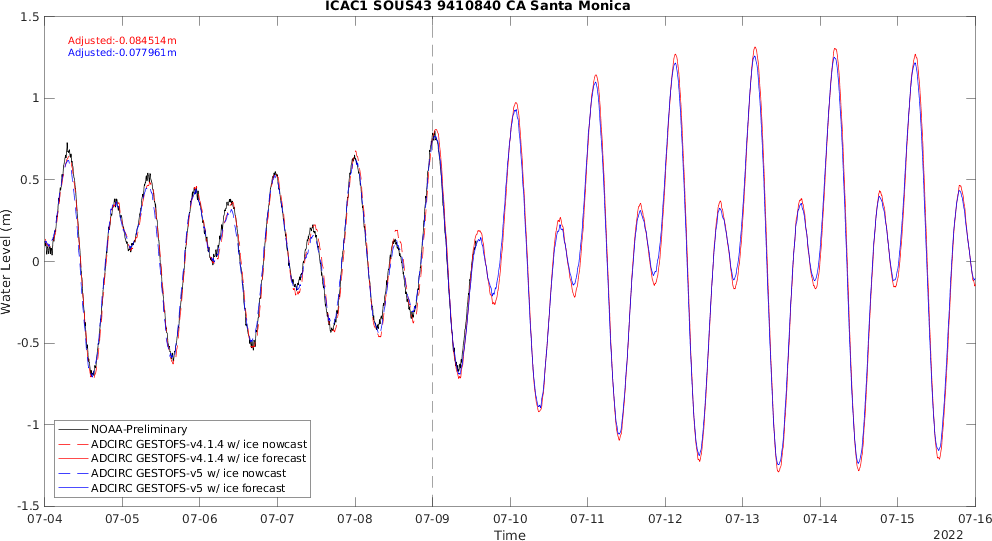 ICAC1 SOUS43 9410840 CA Santa Monica
Adjusted:-0.084514m
Adjusted:-0.077961m
Water Level (m)
1.5
1
0.5
0
-0.5
-1
-1.5
NOAA-Preliminary
ADCIRC GESTOFS-v4.1.4 w/ ice nowcast
ADCIRC GESTOFS-v4.1.4 w/ ice forecast
ADCIRC GESTOFS-v5 w/ ice nowcast
ADCIRC GESTOFS-v5 w/ ice forecast
07-04 07-05 07-06 07-07 07-08 07-09 07-10 07-11 07-12 07-13 07-14 07-15 07-16
Time
2022